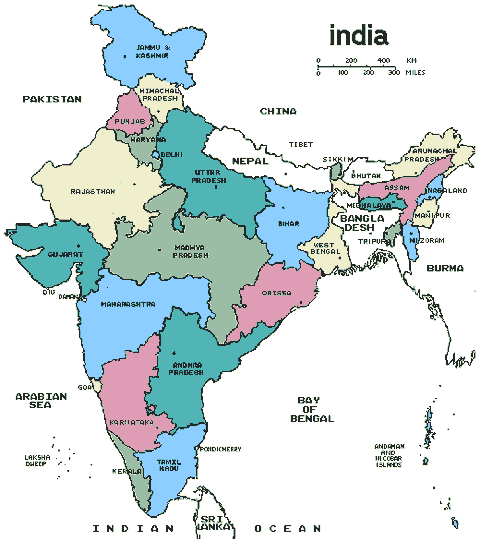 india
0 200 400 KM
0 100 200 300 MILES
JAMMU &
KASHMIR
PAKISTAN
HIMACHAL
PRADESH
CHINA
PUNJAB
TIBET
HARYANA
DELHI
NEPAL
SIKKIM
BHUTAN
ARUNACHAL
PRADESH
UTTAR
PRADESH
RAJASTHAN
ASSAM
NAGALAND
MEGHALAYA
MANIPUR
BIHAR
BANGLA
DESH
GUJARAT
MADHYA
PRADESH
WEST
BENGAL
TRIPURA
MIZORAM
BURMA
DIU
DAMAN
ORISSA
MAHARASHTRA
ANDHRA
PRADESH
GOA
ARABIAN
SEA
BAY
OF
BENGAL
KARNATAKA
LAKSHA
DWEEP
PONDICHERRY
ANDAMAN
AND
NICOBAR
ISLANDS
KERALA
TAMIL
NADU
SRI
LANKA
INDIAN OCEAN